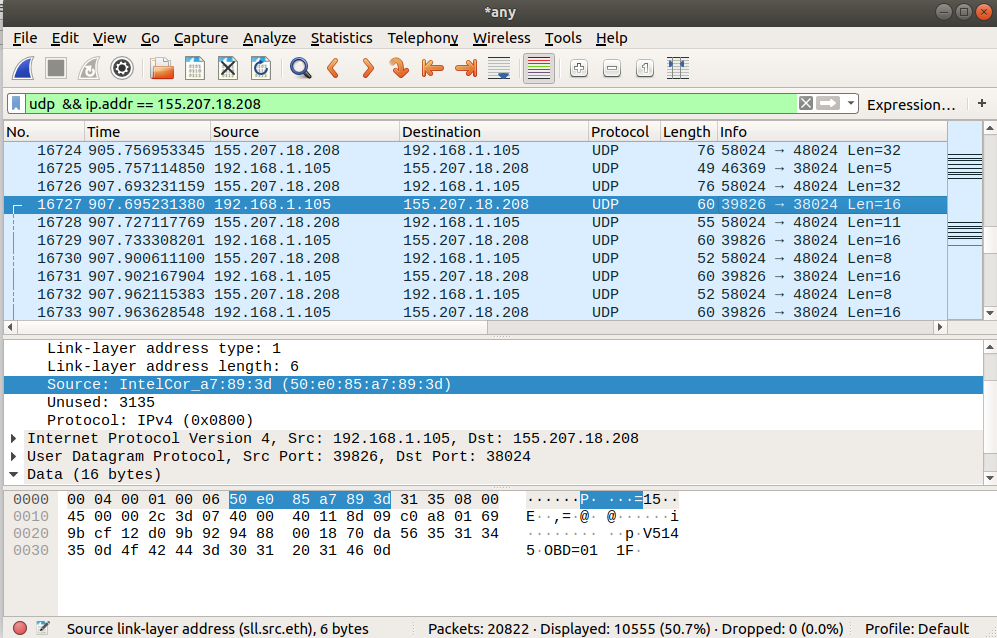 *any
File Edit View Go Capture Analyze Statistics Telephony Wireless Tools Help
udp && ip.addr == 155.207.18.208 Expression… +
No. Time Source Destination Protocol Length Info
16724 905.756953345 155.207.18.208 192.168.1.105 UDP 76 58024 → 48024 Len=32
16725 905.757114850 192.168.1.105 155.207.18.208 UDP 49 46369 → 38024 Len=5
16726 907.693231159 155.207.18.208 192.168.1.105 UDP 76 58024 → 48024 Len=32
16727 907.695231380 192.168.1.105 155.207.18.208 UDP 60 39826 → 38024 Len=16
16728 907.727117769 155.207.18.208 192.168.1.105 UDP 55 58024 → 48024 Len=11
16729 907.733308201 192.168.1.105 155.207.18.208 UDP 60 39826 → 38024 Len=16
16730 907.900611100 155.207.18.208 192.168.1.105 UDP 52 58024 → 48024 Len=8
16731 907.902167904 192.168.1.105 155.207.18.208 UDP 60 39826 → 38024 Len=16
16732 907.962115383 155.207.18.208 192.168.1.105 UDP 52 58024 → 48024 Len=8
16733 907.963628548 192.168.1.105 155.207.18.208 UDP 60 39826 → 38024 Len=16
Link-layer address type: 1
Link-layer address length: 6
Source: IntelCor_a7:89:3d (50:e0:85:a7:89:3d)
Unused: 3135
Protocol: IPv4 (0x0800)
Internet Protocol Version 4, Src: 192.168.1.105, Dst: 155.207.18.208
User Datagram Protocol, Src Port: 39826, Dst Port: 38024
Data (16 bytes)
0000 00 04 00 01 00 06 50 e0 85 a7 89 3d 31 35 08 00 ······P· ···=15··
0010 45 00 00 2c 3d 07 40 00 40 11 8d 09 c0 a8 01 69 E··,=·@· @······i
0020 9b cf 12 d0 9b 92 94 88 00 18 70 da 56 35 31 34 ········ ··p·V514
0030 35 0d 4f 42 44 3d 30 31 20 31 46 0d 5·OBD=01 1F·
Source link-layer address (sll.src.eth), 6 bytes Packets: 20822 · Displayed: 10555 (50.7%) · Dropped: 0 (0.0%) Profile: Default